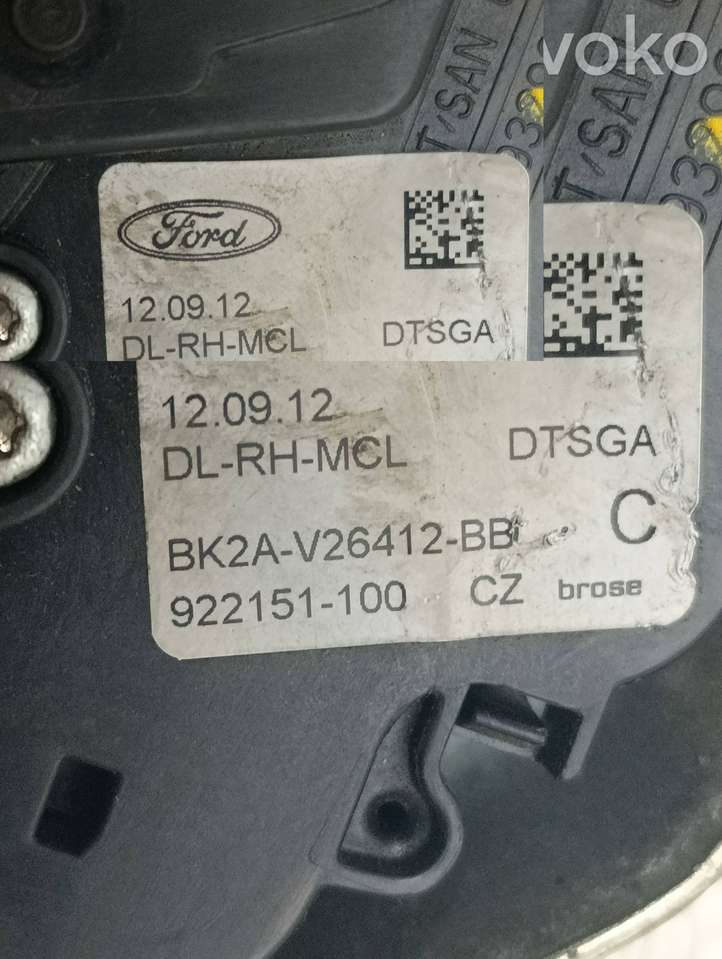 voko
T/SAN
Ford
12.09.12
DL-RH-MCL DTSGA
12.09.12
DL-RH-MCL DTSGA
BK2A-V26412-BB C
922151-100 CZ brose